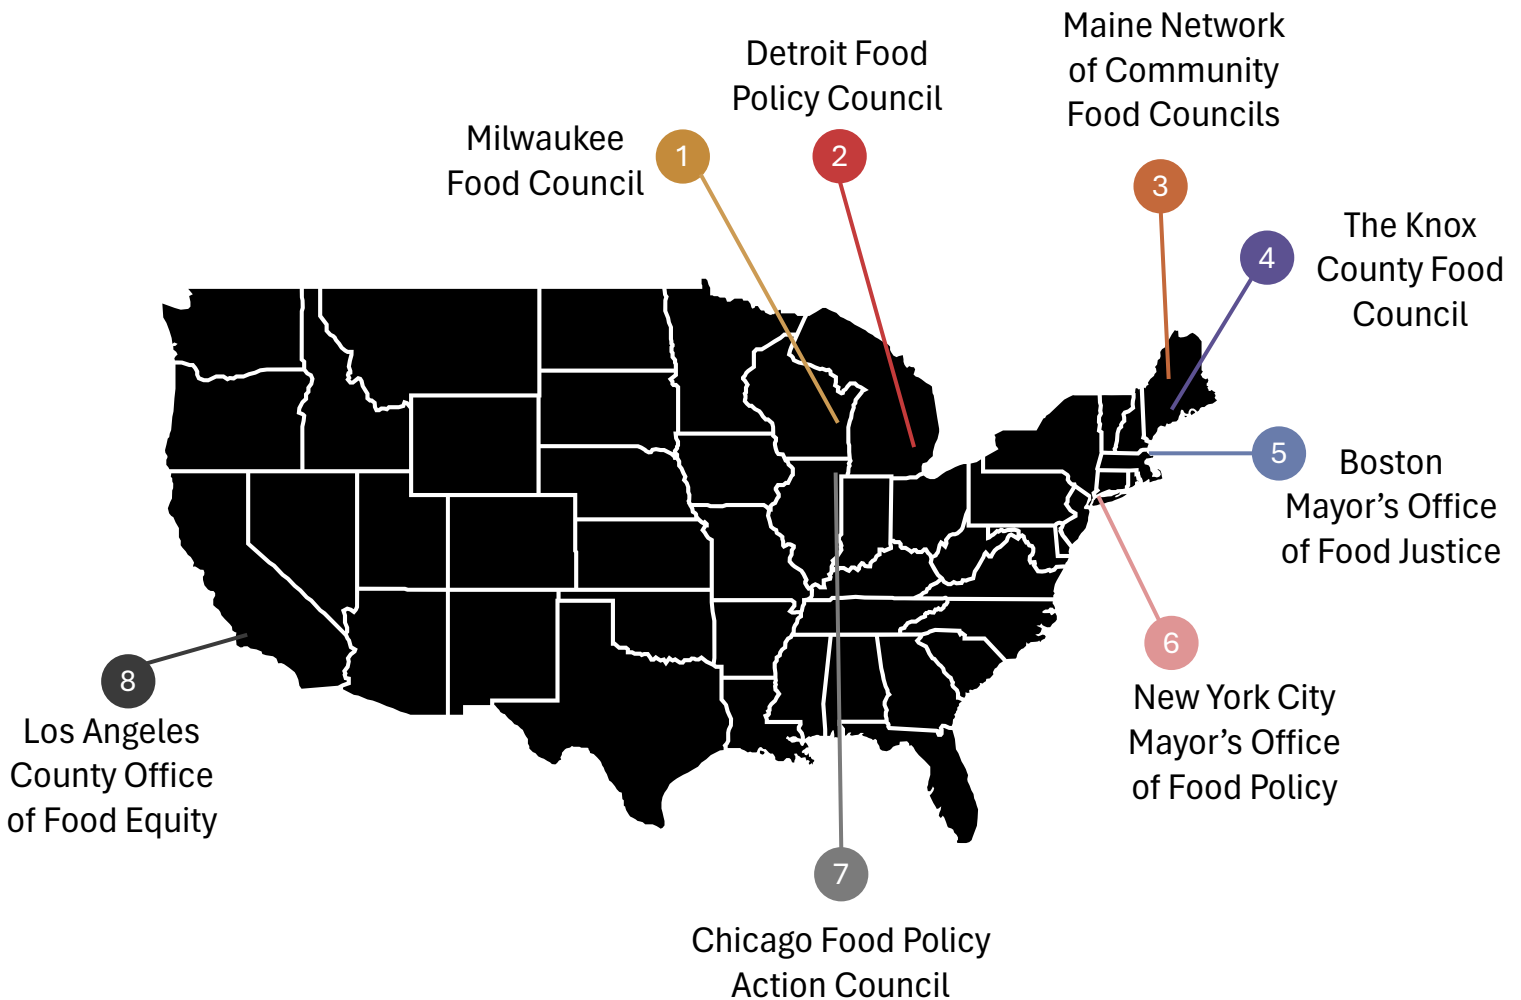 Milwaukee
Food Council
1
Detroit Food
Policy Council
2
Maine Network
of Community
Food Councils
3
4
The Knox
County Food
Council
5
Boston
Mayor’s Office
of Food Justice
6
New York City
Mayor’s Office
of Food Policy
7
Chicago Food Policy
Action Council
8
Los Angeles
County Office
of Food Equity